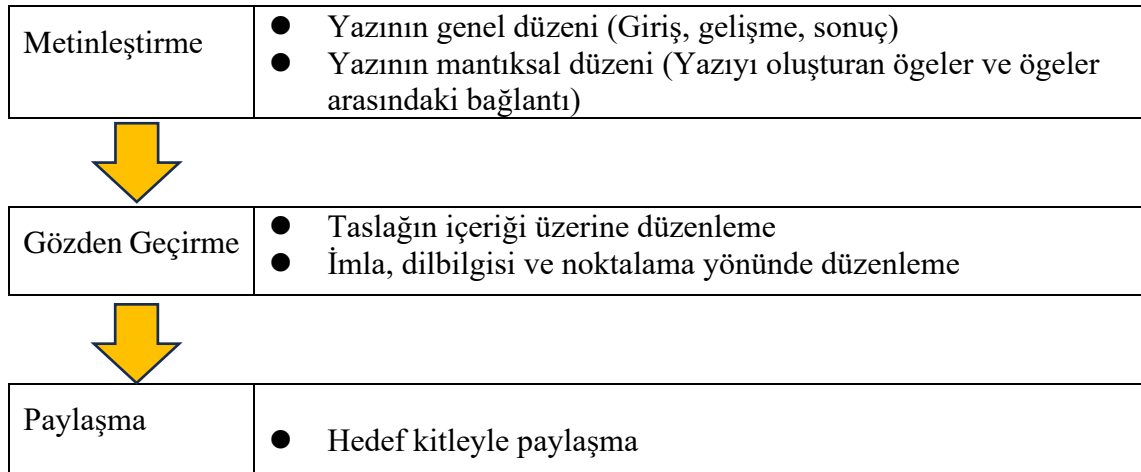 Metinleştirme
● Yazının genel düzeni (Giriş, gelişme, sonuç)
● Yazının mantıksal düzeni (Yazıyı oluşturan ögeler ve ögeler
arasındaki bağlantı)
Gözden Geçirme
● Taslağın içeriği üzerine düzenleme
● İmla, dilbilgisi ve noktalama yönünde düzenleme
Paylaşma
● Hedef kitleyle paylaşma